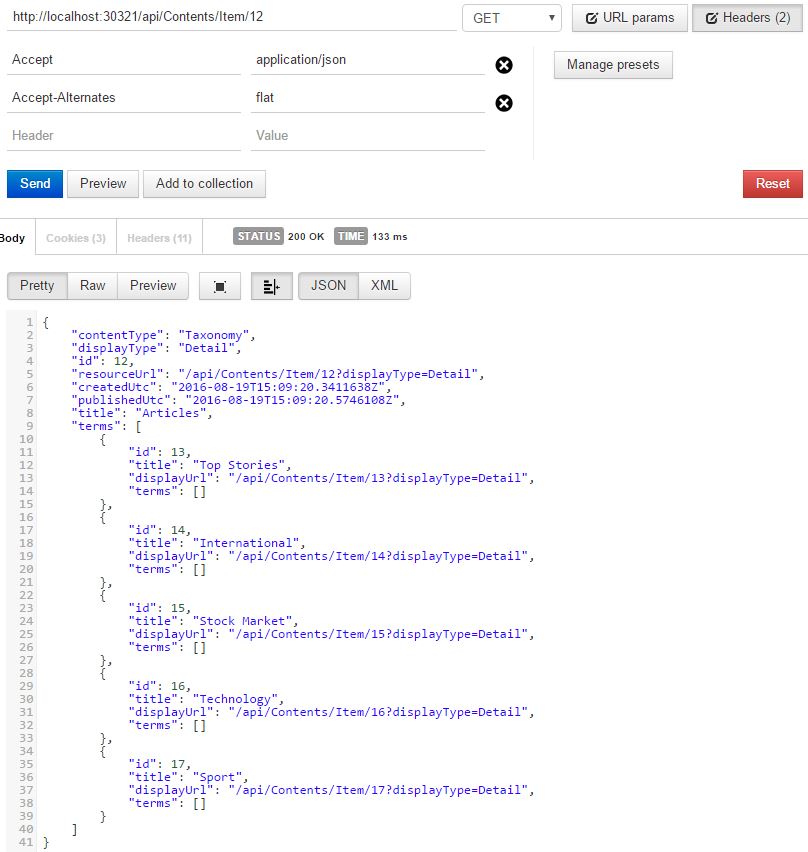 http://localhost:30321/api/Contents/Item/12 GET URL params Headers (2)
Accept application/json Manage presets
Accept-Alternates flat
Header Value
Send Preview Add to collection Reset
Body Cookies (3) Headers (11) STATUS 200 OK TIME 133 ms
Pretty Raw Preview JSON XML
1 {
2 "contentType": "Taxonomy",
3 "displayType": "Detail",
4 "id": 12,
5 "resourceUrl": "/api/Contents/Item/12?displayType=Detail",
6 "createdUtc": "2016-08-19T15:09:20.3411638Z",
7 "publishedUtc": "2016-08-19T15:09:20.5746108Z",
8 "title": "Articles",
9 "terms": [
10 {
11 "id": 13,
12 "title": "Top Stories",
13 "displayUrl": "/api/Contents/Item/13?displayType=Detail",
14 "terms": []
15 },
16 {
17 "id": 14,
18 "title": "International",
19 "displayUrl": "/api/Contents/Item/14?displayType=Detail",
20 "terms": []
21 },
22 {
23 "id": 15,
24 "title": "Stock Market",
25 "displayUrl": "/api/Contents/Item/15?displayType=Detail",
26 "terms": []
27 },
28 {
29 "id": 16,
30 "title": "Technology",
31 "displayUrl": "/api/Contents/Item/16?displayType=Detail",
32 "terms": []
33 },
34 {
35 "id": 17,
36 "title": "Sport",
37 "displayUrl": "/api/Contents/Item/17?displayType=Detail",
38 "terms": []
39 }
40 ]
41 }